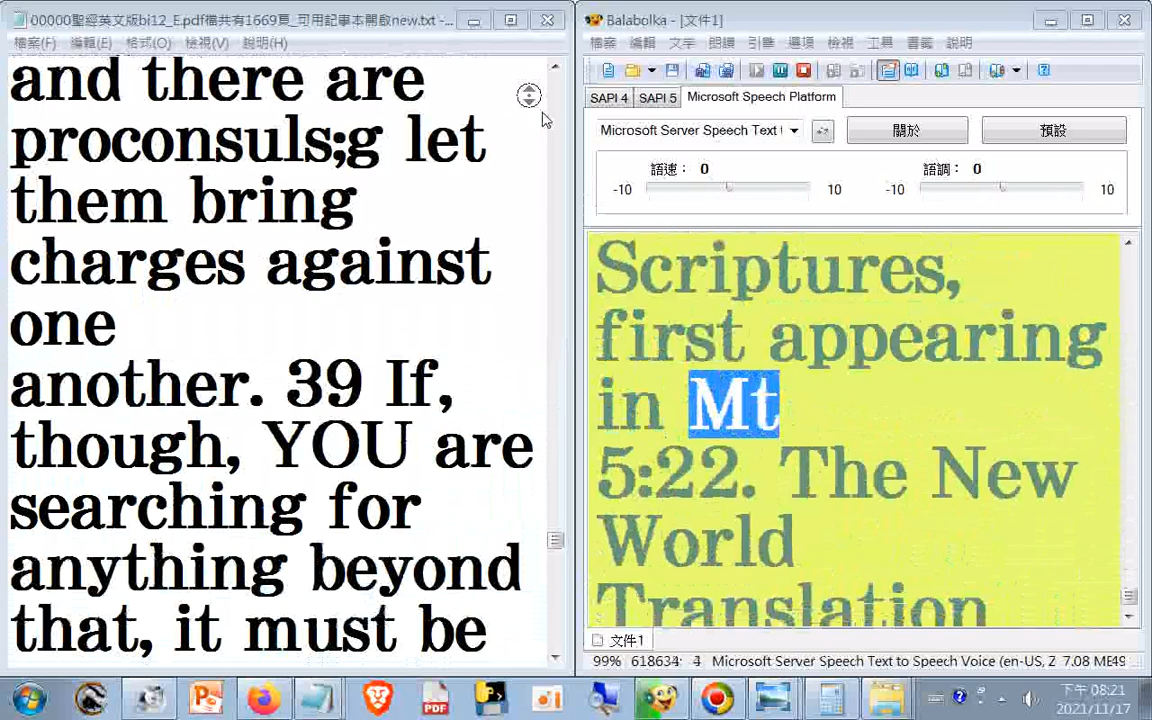 00000聖經英文版bi12_E.pdf檔共有1669頁_可用記事本開啟new.txt -...
檔案(F) 編輯(E) 格式(O) 檢視(V) 說明(H)
and there are
proconsuls;g let
them bring
charges against
one
another. 39 If,
though, YOU are
searching for
anything beyond
that, it must be
Balabolka - [文件1]
檔案 編輯 文字 朗讀 引擎 選項 檢視 工具 書籤 說明
SAPI 4 SAPI 5 Microsoft Speech Platform
Microsoft Server Speech Text 關於 預設
語速： 0 語調： 0
-10 10 -10 10
Scriptures,
first appearing
in Mt
5:22. The New
World
Translation
文件1
99% 618634: 4 Microsoft Server Speech Text to Speech Voice (en-US, Z 7.08 ME49
PDF
下午 08:21
2021/11/17